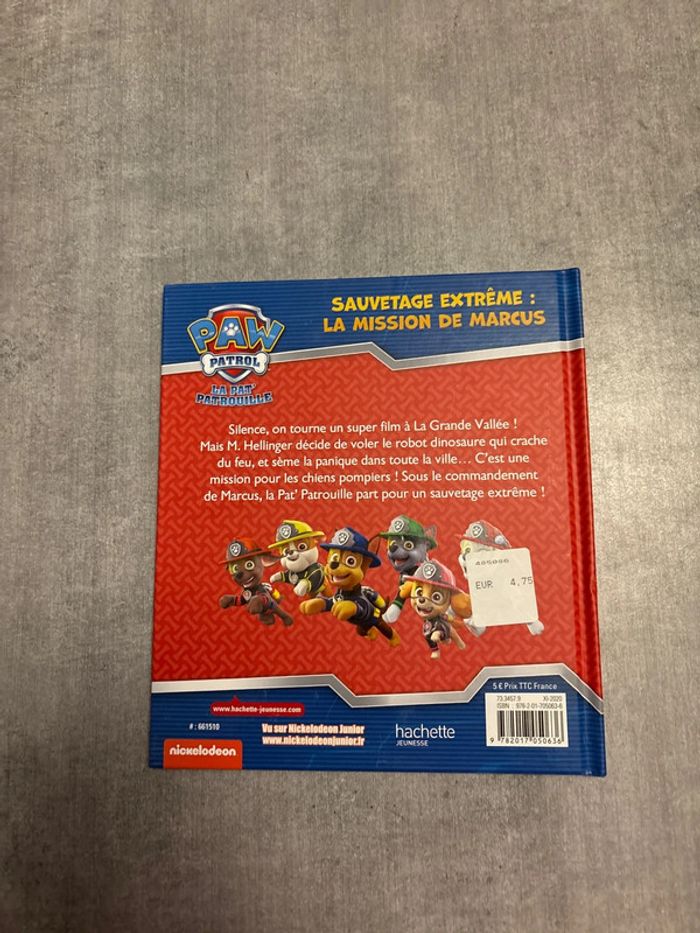 SAUVETAGE EXTRÊME :
LA MISSION DE MARCUS
PAW
PATROL
LA PAT'
PATROUILLE
Silence, on tourne un super film à La Grande Vallée !
Mais M. Hellinger décide de voler le robot dinosaure qui crache
du feu, et sème la panique dans toute la ville… C'est une
mission pour les chiens pompiers ! Sous le commandement
de Marcus, la Pat' Patrouille part pour un sauvetage extrême !
405000
EUR 4,75
5 € Prix TTC France
www.hachette-jeunesse.com
73.3457.9 XI-2020
ISBN : 978-2-01-705063-6
# : 661510
Vu sur Nickelodeon Junior
www.nickelodeonjunior.fr
hachette
JEUNESSE
nickelodeon
9 782017 050636